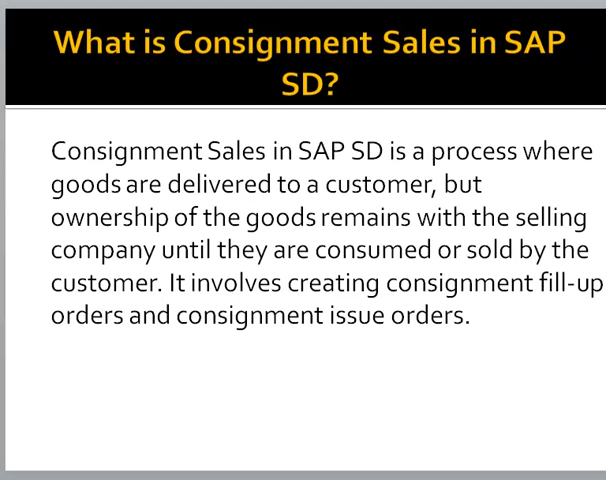 What is Consignment Sales in SAP
SD?
Consignment Sales in SAP SD is a process where
goods are delivered to a customer, but
ownership of the goods remains with the selling
company until they are consumed or sold by the
customer. It involves creating consignment fill-up
orders and consignment issue orders.